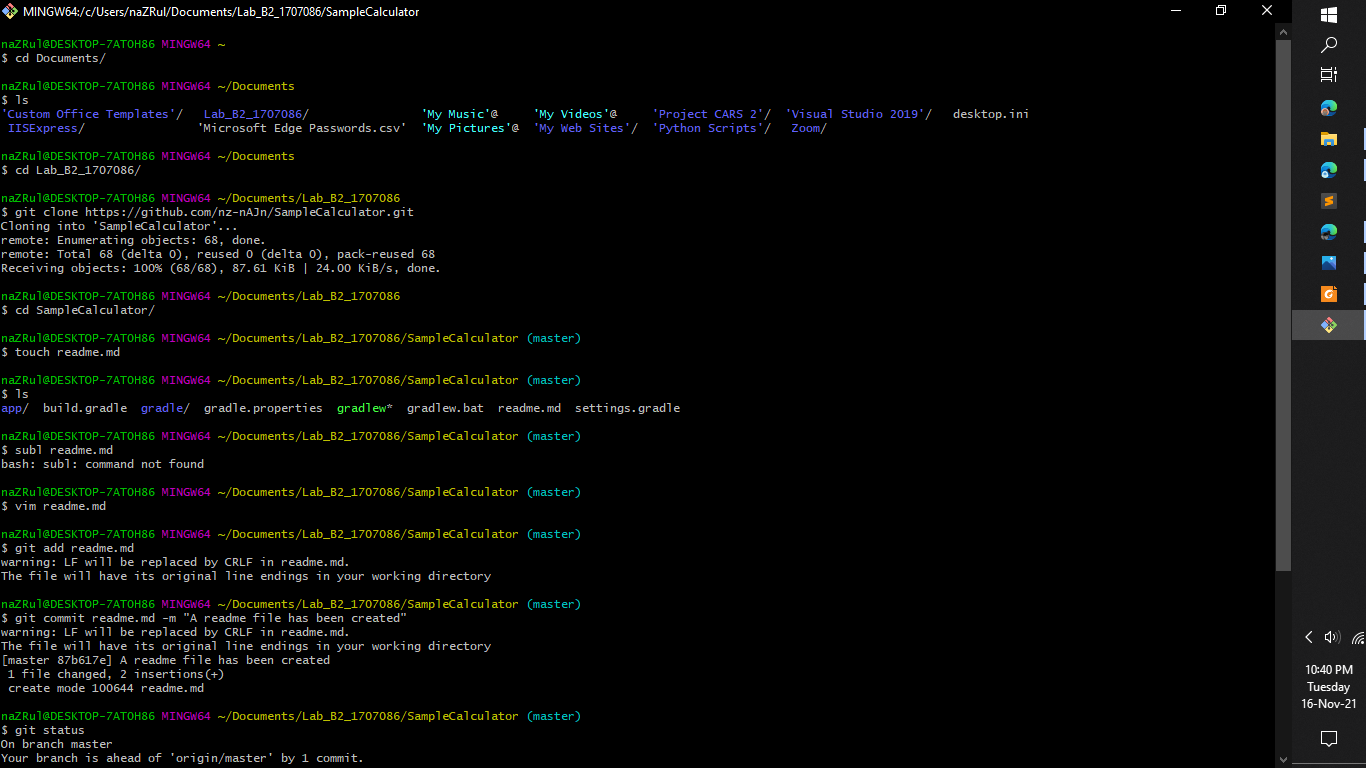 MINGW64:/c/Users/naZRul/Documents/Lab_B2_1707086/SampleCalculator
naZRul@DESKTOP-7ATOH86 MINGW64 ~
$ cd Documents/
naZRul@DESKTOP-7ATOH86 MINGW64 ~/Documents
$ ls
'Custom Office Templates'/   Lab_B2_1707086/                'My Music'@     'My Videos'@     'Project CARS 2'/  'Visual Studio 2019'/   desktop.ini
 IISExpress/                'Microsoft Edge Passwords.csv'  'My Pictures'@  'My Web Sites'/  'Python Scripts'/   Zoom/
naZRul@DESKTOP-7ATOH86 MINGW64 ~/Documents
$ cd Lab_B2_1707086/
naZRul@DESKTOP-7ATOH86 MINGW64 ~/Documents/Lab_B2_1707086
$ git clone https://github.com/nz-nAJn/SampleCalculator.git
Cloning into 'SampleCalculator'...
remote: Enumerating objects: 68, done.
remote: Total 68 (delta 0), reused 0 (delta 0), pack-reused 68
Receiving objects: 100% (68/68), 87.61 KiB | 24.00 KiB/s, done.
naZRul@DESKTOP-7ATOH86 MINGW64 ~/Documents/Lab_B2_1707086
$ cd SampleCalculator/
naZRul@DESKTOP-7ATOH86 MINGW64 ~/Documents/Lab_B2_1707086/SampleCalculator (master)
$ touch readme.md
naZRul@DESKTOP-7ATOH86 MINGW64 ~/Documents/Lab_B2_1707086/SampleCalculator (master)
$ ls
app/  build.gradle  gradle/  gradle.properties  gradlew*  gradlew.bat  readme.md  settings.gradle
naZRul@DESKTOP-7ATOH86 MINGW64 ~/Documents/Lab_B2_1707086/SampleCalculator (master)
$ subl readme.md
bash: subl: command not found
naZRul@DESKTOP-7ATOH86 MINGW64 ~/Documents/Lab_B2_1707086/SampleCalculator (master)
$ vim readme.md
naZRul@DESKTOP-7ATOH86 MINGW64 ~/Documents/Lab_B2_1707086/SampleCalculator (master)
$ git add readme.md
warning: LF will be replaced by CRLF in readme.md.
The file will have its original line endings in your working directory
naZRul@DESKTOP-7ATOH86 MINGW64 ~/Documents/Lab_B2_1707086/SampleCalculator (master)
$ git commit readme.md -m "A readme file has been created"
warning: LF will be replaced by CRLF in readme.md.
The file will have its original line endings in your working directory
[master 87b617e] A readme file has been created
 1 file changed, 2 insertions(+)
 create mode 100644 readme.md
naZRul@DESKTOP-7ATOH86 MINGW64 ~/Documents/Lab_B2_1707086/SampleCalculator (master)
$ git status
On branch master
Your branch is ahead of 'origin/master' by 1 commit.
10:40 PM
Tuesday
16-Nov-21